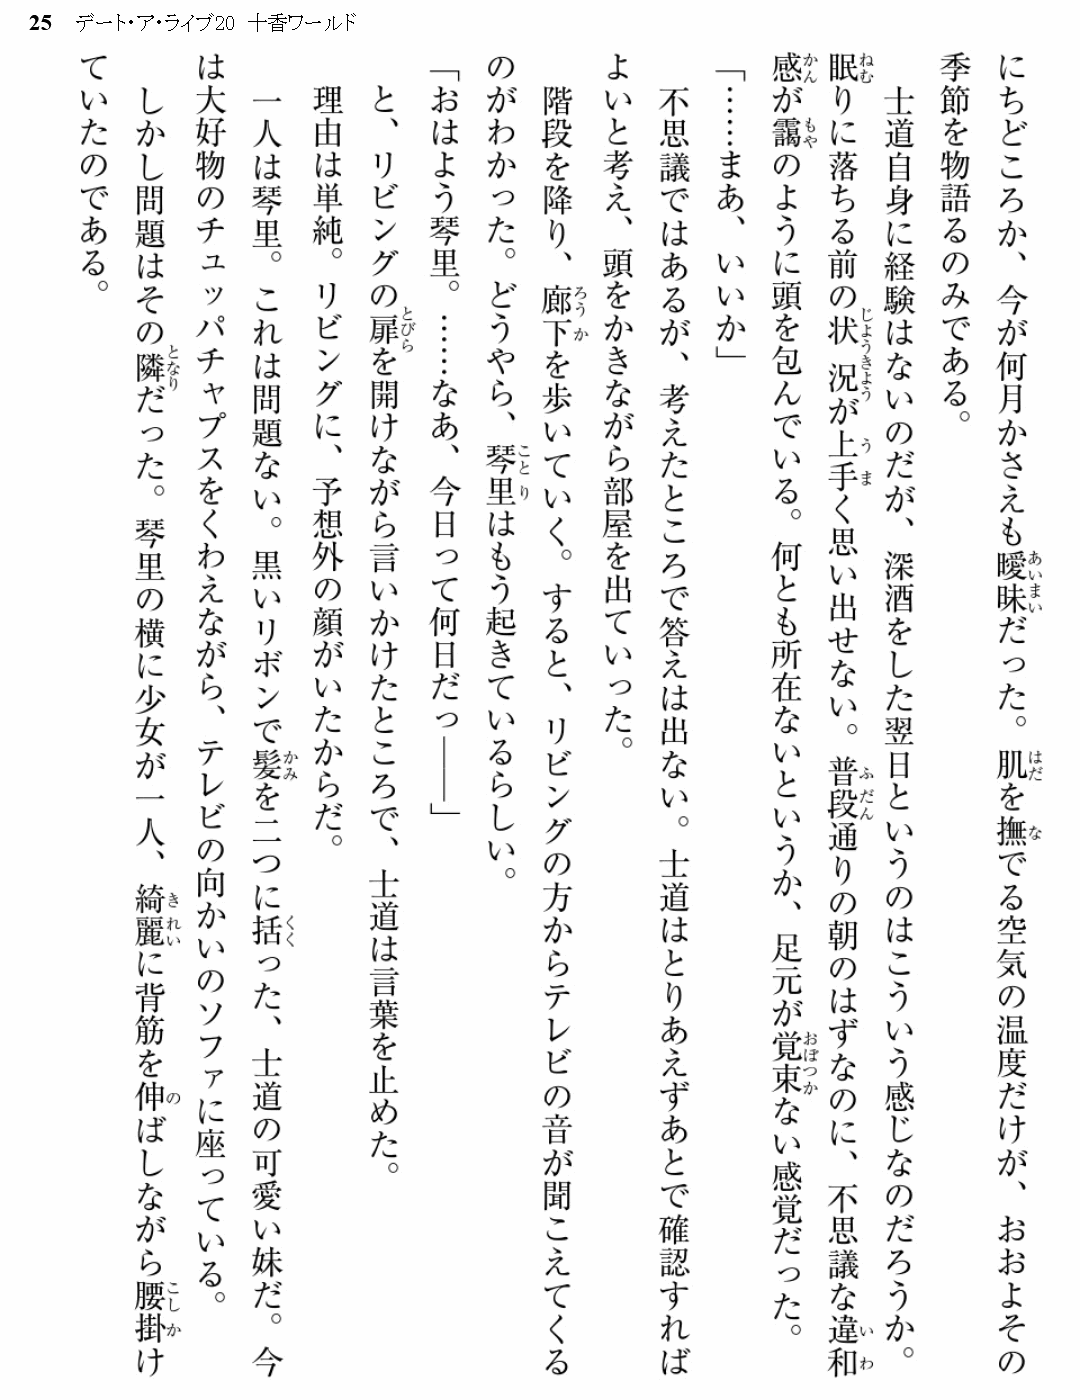 25 デート・ア・ライブ20 十香ワールド
にちどころか、今が何月かさえも曖昧だった。肌を撫でる空気の温度だけが、おおよその
季節を物語るのみである。
士道自身に経験はないのだが、深酒をした翌日というのはこういう感じなのだろうか。
眠りに落ちる前の状況が上手く思い出せない。普段通りの朝のはずなのに、不思議な違和
感が靄のように頭を包んでいる。何とも所在ないというか、足元が覚束ない感覚だった。
「……まあ、いいか」
不思議ではあるが、考えたところで答えは出ない。士道はとりあえずあとで確認すれば
よいと考え、頭をかきながら部屋を出ていった。
階段を降り、廊下を歩いていく。すると、リビングの方からテレビの音が聞こえてくる
のがわかった。どうやら、琴里はもう起きているらしい。
「おはよう琴里。……なあ、今日って何日だっ――」
と、リビングの扉を開けながら言いかけたところで、士道は言葉を止めた。
理由は単純。リビングに、予想外の顔がいたからだ。
一人は琴里。これは問題ない。黒いリボンで髪を二つに括った、士道の可愛い妹だ。今
は大好物のチュッパチャプスをくわえながら、テレビの向かいのソファに座っている。
しかし問題はその隣だった。琴里の横に少女が一人、綺麗に背筋を伸ばしながら腰掛け
ていたのである。